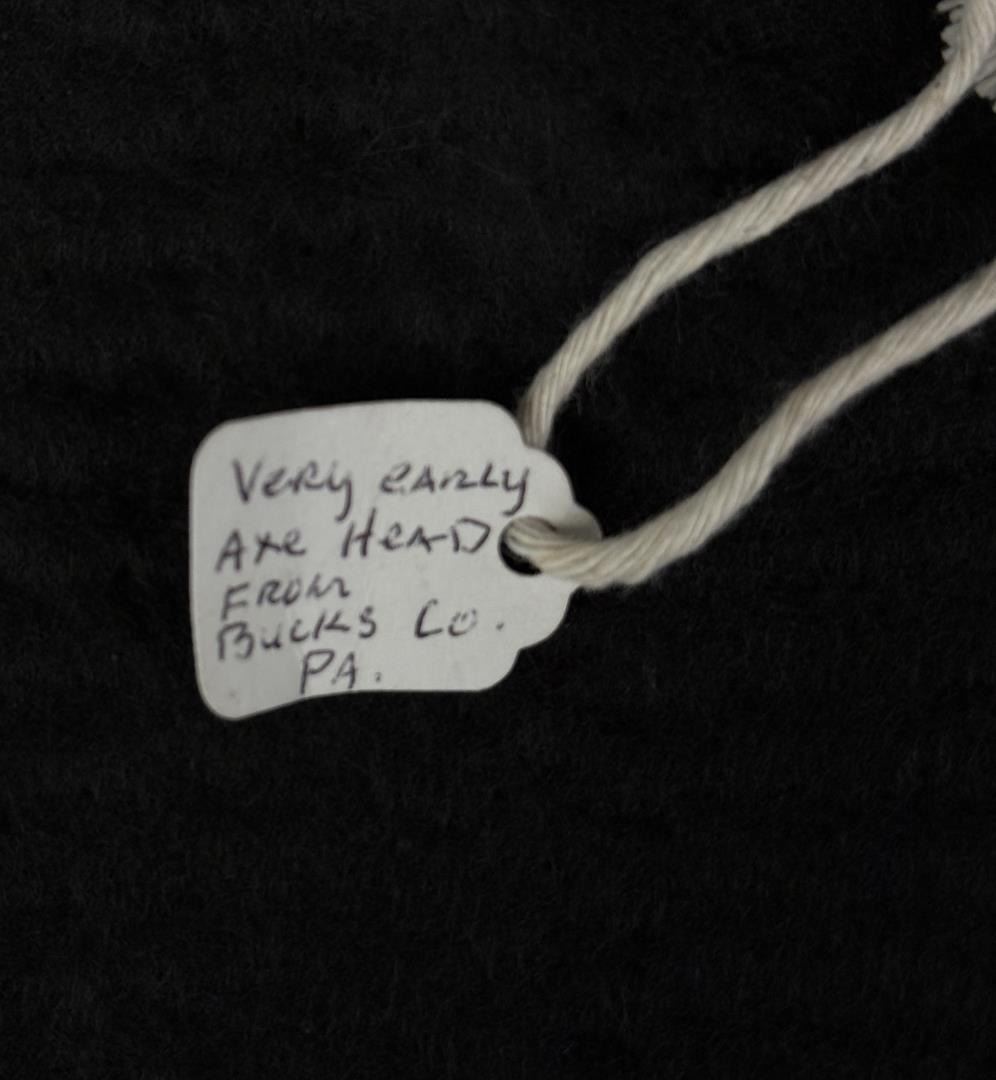 Very early
Axe Head
From
Bucks Co.
PA.